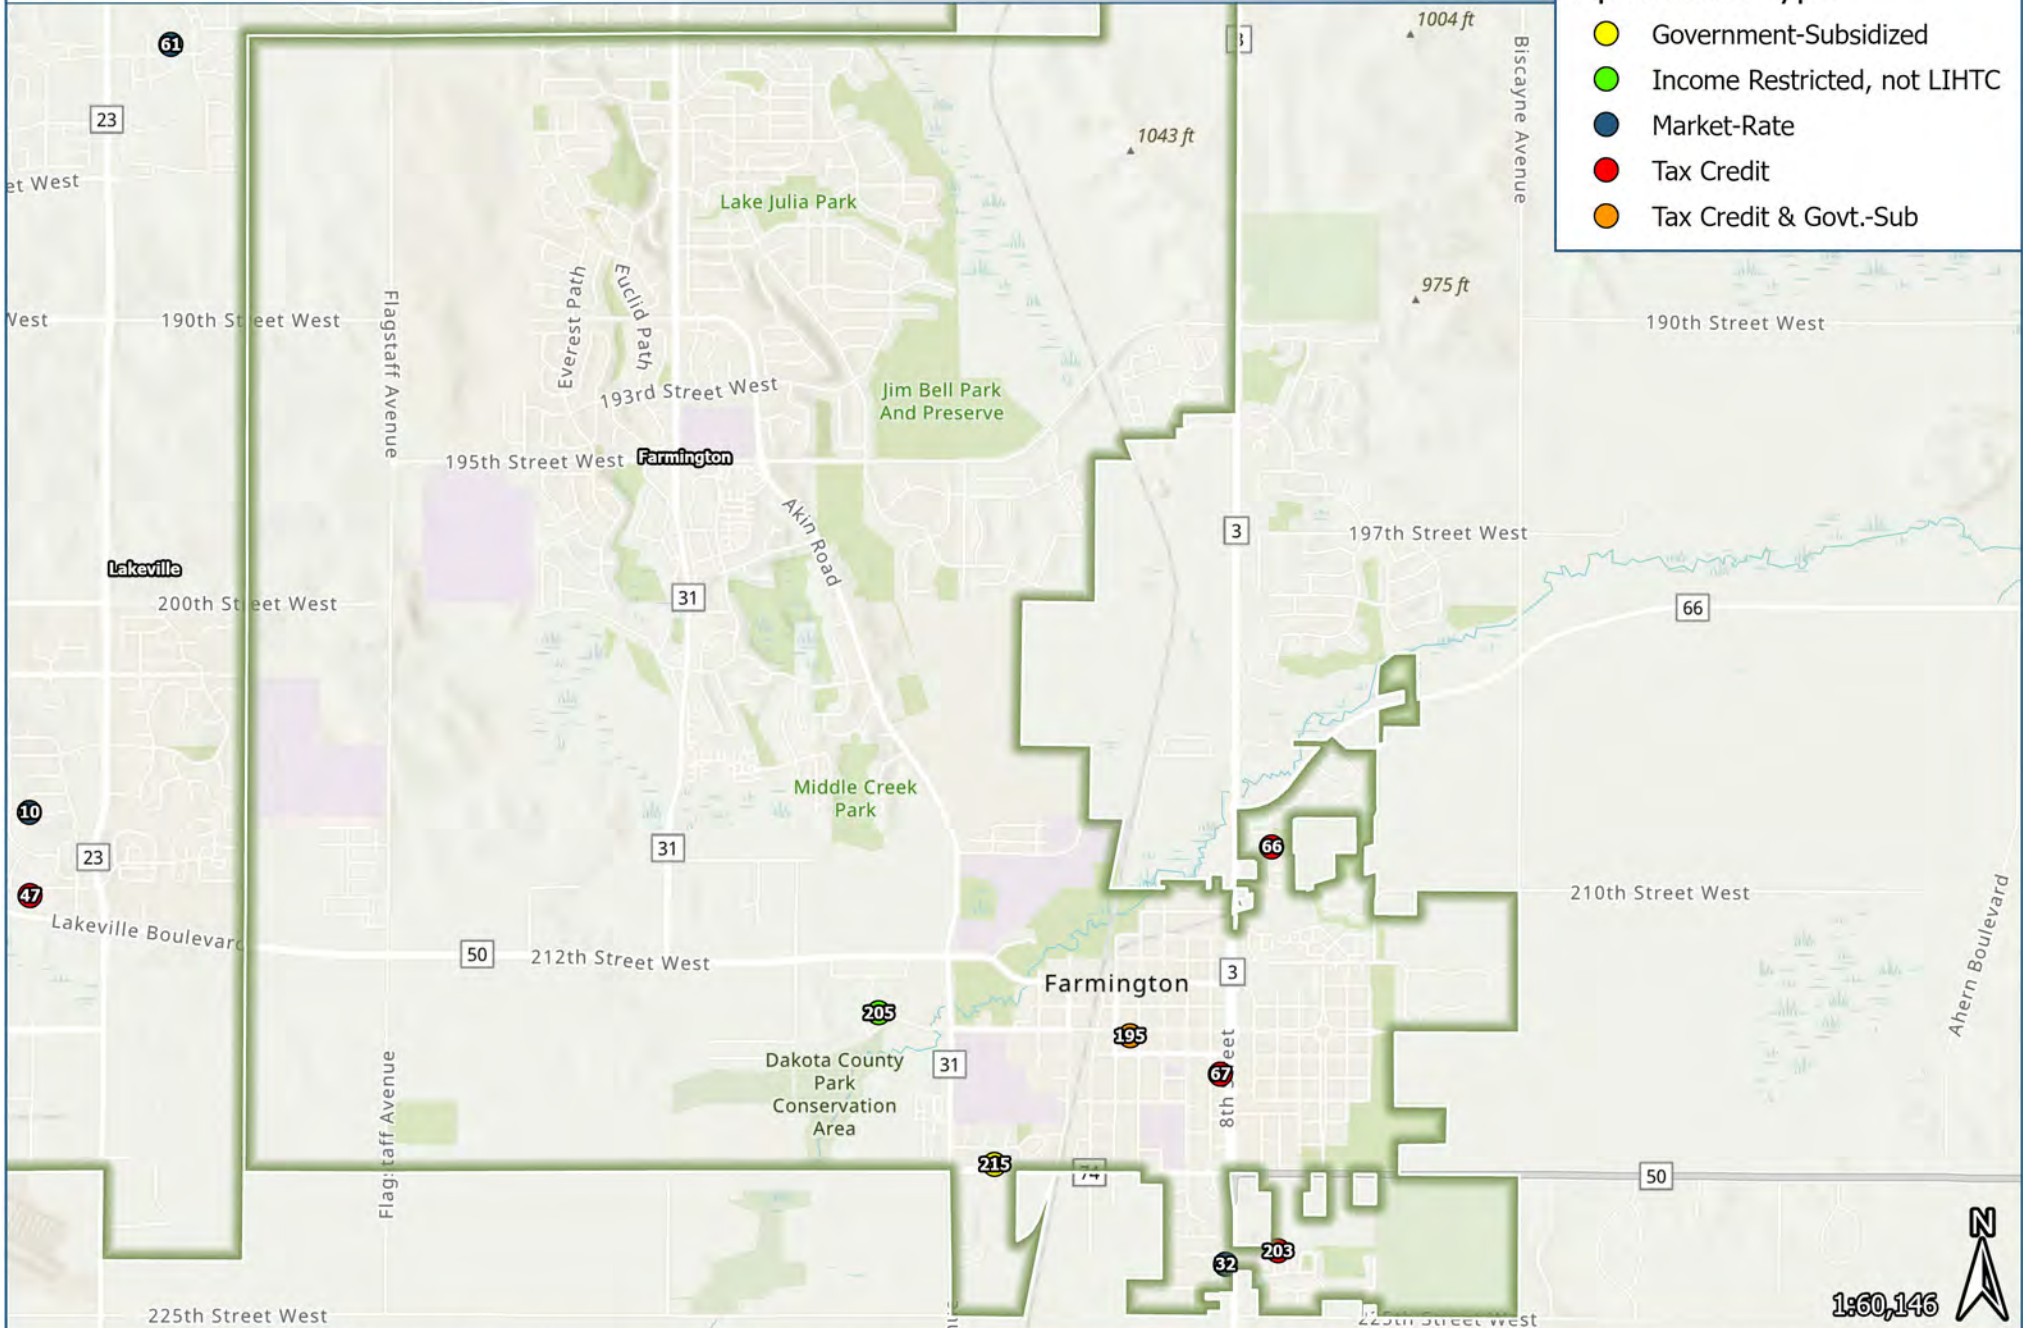 1004 ft
Government-Subsidized
61
3
Biscayne Avenue
Income Restricted, not LIHTC
23
Market-Rate
1043 ft
et West
Tax Credit
Lake Julia Park
Tax Credit & Govt.-Sub
Everest Path
Euclid Path
Flagstaff Avenue
975 ft
West
190th Street West
190th Street West
193rd Street West
Jim Bell Park
And Preserve
195th Street West
Farmington
Akin Road
3
197th Street West
Lakeville
200th Street West
31
66
Middle Creek
Park
10
23
31
66
47
210th Street West
Ahern Boulevard
Lakeville Boulevard
50
212th Street West
3
Farmington
205
195
8th Street
67
Dakota County
Park
Conservation
Area
31
Flagstaff Avenue
215
74
50
N
203
32
1:60,146
225th Street West
225th Street West